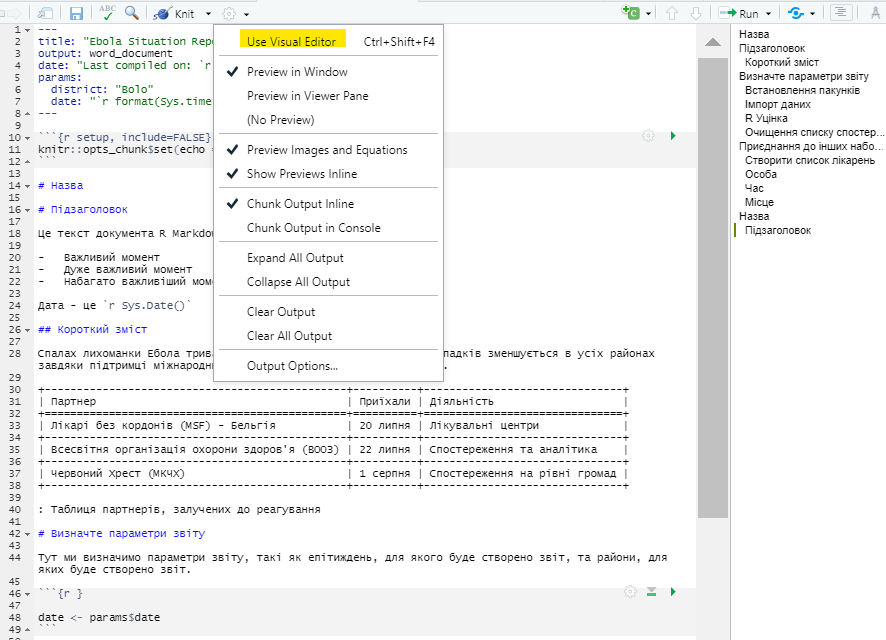 ABC Knit Run
1 ---
2 title: "Ebola Situation Repo
3 output: word_document
4 date: "Last compiled on: `r
5 params:
6 district: "Bolo"
7 date: "`r format(Sys.time
8 ---
9
10 ```{r setup, include=FALSE}
11 knitr::opts_chunk$set(echo =
12 ```
13
14 # Назва
15
16 # Підзаголовок
17
18 Це текст документа R Markdow
19
20 - Важливий момент
21 - Дуже важливий момент
22 - Набагато важливіший мом
23
24 Дата - це `r Sys.Date()`
25
26 ## Короткий зміст
27
28 Спалах лихоманки Ебола трива падків зменшується в усіх районах
завдяки підтримці міжнародни .
29
30 +-----------------------------------------------+----------+-------------------------------+
31 | Партнер | Приїхали | Діяльність |
32 +===============================================+==========+===============================+
33 | Лікарі без кордонів (MSF) - Бельгія | 20 липня | Лікувальні центри |
34 +-----------------------------------------------+----------+-------------------------------+
35 | Всесвітня організація охорони здоров'я (ВООЗ) | 22 липня | Спостереження та аналітика |
36 +-----------------------------------------------+----------+-------------------------------+
37 | Червоний Хрест (МКЧХ) | 1 серпня | Спостереження на рівні громад |
38 +-----------------------------------------------+----------+-------------------------------+
39
40 : Таблиця партнерів, залучених до реагування
41
42 # Визначте параметри звіту
43
44 Тут ми визначимо параметри звіту, такі як епітиждень, для якого буде створено звіт, та райони, для
яких буде створено звіт.
45
46 ```{r }
47
48 date <- params$date
49 ```
Use Visual Editor Ctrl+Shift+F4
Preview in Window
Preview in Viewer Pane
(No Preview)
Preview Images and Equations
Show Previews Inline
Chunk Output Inline
Chunk Output in Console
Expand All Output
Collapse All Output
Clear Output
Clear All Output
Output Options...
Назва
Підзаголовок
Короткий зміст
Визначте параметри звіту
Встановлення пакунків
Імпорт даних
R Уцінка
Очищення списку спостер...
Приєднання до інших набо...
Створити список лікарень
Особа
Час
Місце
Назва
Підзаголовок